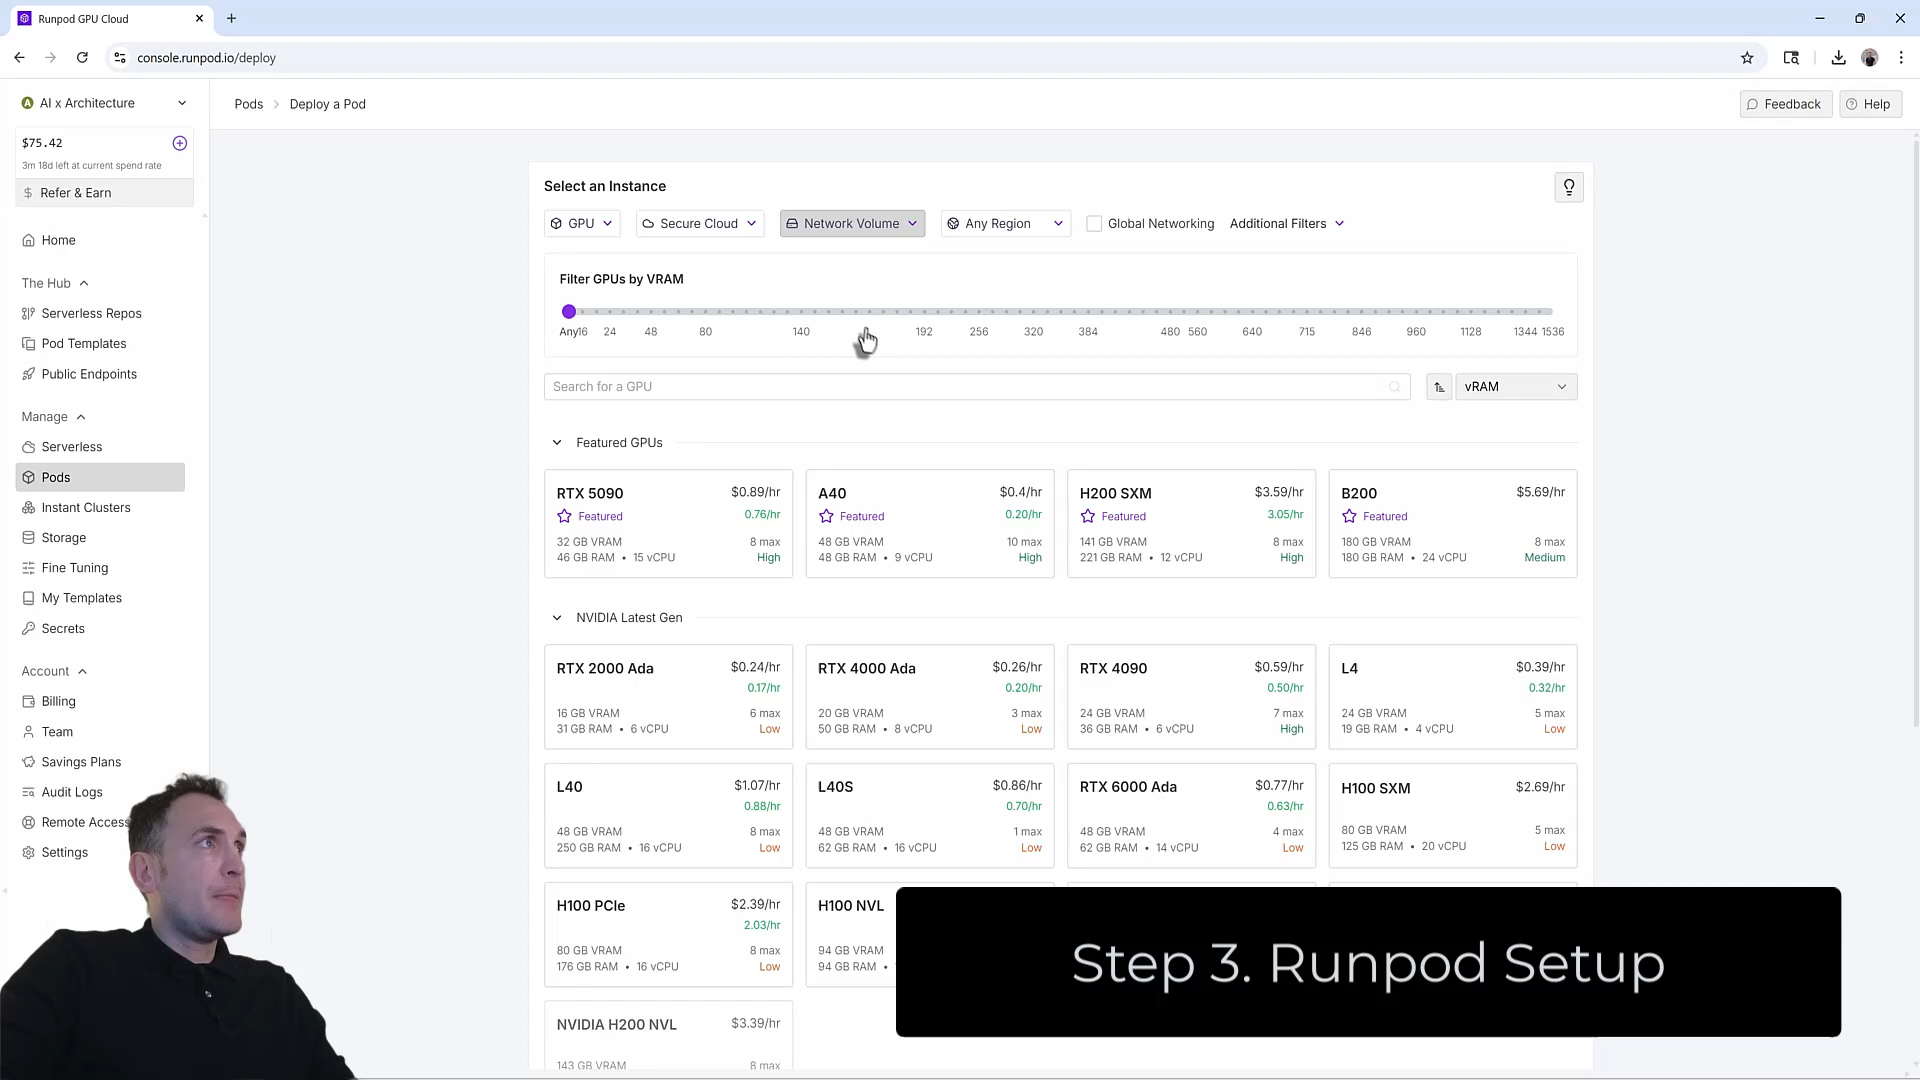 Runpod GPU Cloud
console.runpod.io/deploy
AI x Architecture
$75.42
3m 18d left at current spend rate
Refer & Earn
Home
The Hub
Serverless Repos
Pod Templates
Public Endpoints
Manage
Serverless
Pods
Instant Clusters
Storage
Fine Tuning
My Templates
Secrets
Account
Billing
Team
Savings Plans
Audit Logs
Remote Access
Settings
Pods > Deploy a Pod
Feedback
Help
Select an Instance
GPU
Secure Cloud
Network Volume
Any Region
Global Networking
Additional Filters
Filter GPUs by VRAM
Any 16 24 48 80 140 192 256 320 384 480 560 640 715 846 960 1128 1344 1536
Search for a GPU
vRAM
Featured GPUs
RTX 5090 $0.89/hr
Featured 0.76/hr
32 GB VRAM 8 max
46 GB RAM • 15 vCPU High
A40 $0.4/hr
Featured 0.20/hr
48 GB VRAM 10 max
48 GB RAM • 9 vCPU High
H200 SXM $3.59/hr
Featured 3.05/hr
141 GB VRAM 8 max
221 GB RAM • 12 vCPU High
B200 $5.69/hr
Featured
180 GB VRAM 8 max
180 GB RAM • 24 vCPU Medium
NVIDIA Latest Gen
RTX 2000 Ada $0.24/hr
0.17/hr
16 GB VRAM 6 max
31 GB RAM • 6 vCPU Low
RTX 4000 Ada $0.26/hr
0.20/hr
20 GB VRAM 3 max
50 GB RAM • 8 vCPU Low
RTX 4090 $0.59/hr
0.50/hr
24 GB VRAM 7 max
36 GB RAM • 6 vCPU High
L4 $0.39/hr
0.32/hr
24 GB VRAM 5 max
19 GB RAM • 4 vCPU Low
L40 $1.07/hr
0.88/hr
48 GB VRAM 8 max
250 GB RAM • 16 vCPU Low
L40S $0.86/hr
0.70/hr
48 GB VRAM 1 max
62 GB RAM • 16 vCPU Low
RTX 6000 Ada $0.77/hr
0.63/hr
48 GB VRAM 4 max
62 GB RAM • 14 vCPU Low
H100 SXM $2.69/hr
80 GB VRAM 5 max
125 GB RAM • 20 vCPU Low
H100 PCIe $2.39/hr
2.03/hr
80 GB VRAM 8 max
176 GB RAM • 16 vCPU Low
H100 NVL
94 GB VRAM
94 GB RAM •
NVIDIA H200 NVL $3.39/hr
143 GB VRAM 8 max
Step 3. Runpod Setup